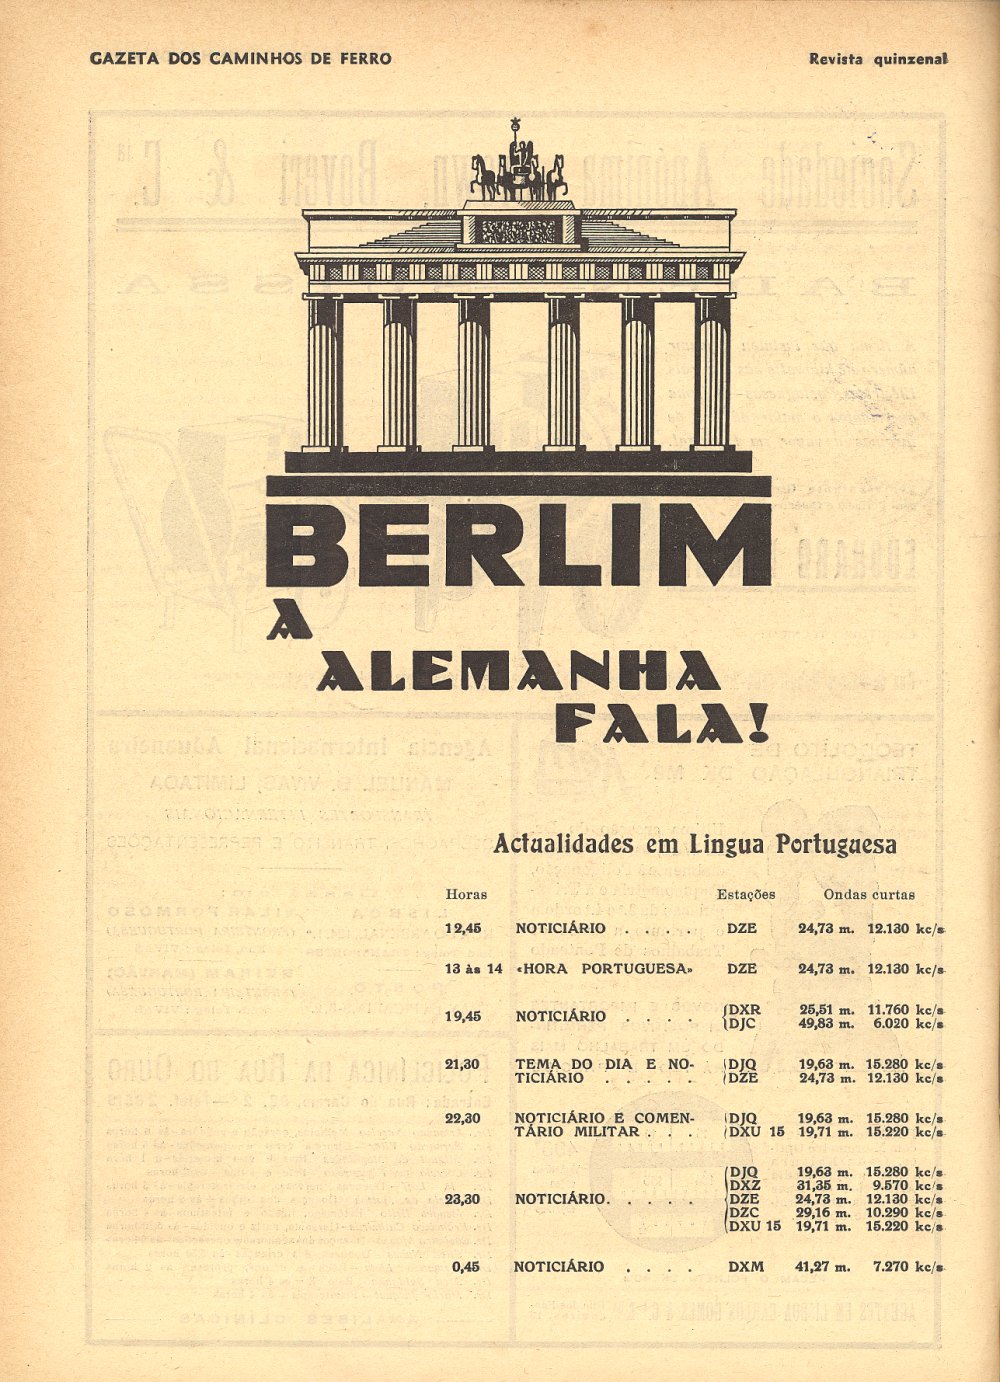 GAZETA DOS CAMINHOS DE FERRO Revista quinzenal
BERLIM
A
ALEMANHA
FALA!
Actualidades em Lingua Portuguesa
Horas Estações Ondas curtas
12,45 NOTICIÁRIO . . . . DZE 24,73 m. 12.130 kc/s
13 às 14 «HORA PORTUGUESA» DZE 24,73 m. 12.130 kc/s
19,45 NOTICIÁRIO . . . . DXR 25,51 m. 11.760 kc/s
DJC 49,83 m. 6.020 kc/s
21,30 TEMA DO DIA E NO- DJQ 19,63 m. 15.280 kc/s
TICIÁRIO . . . . . DZE 24,73 m. 12.130 kc/s
22,30 NOTICIÁRIO E COMEN- DJQ 19,63 m. 15.280 kc/s
TÁRIO MILITAR . . . DXU 15 19,71 m. 15.220 kc/s
DJQ 19,63 m. 15.280 kc/s
DXZ 31,35 m. 9.570 kc/s
23,30 NOTICIÁRIO. . . . . DZE 24,73 m. 12.130 kc/s
DZC 29,16 m. 10.290 kc/s
DXU 15 19,71 m. 15.220 kc/s
0,45 NOTICIÁRIO . . . . DXM 41,27 m. 7.270 kc/s